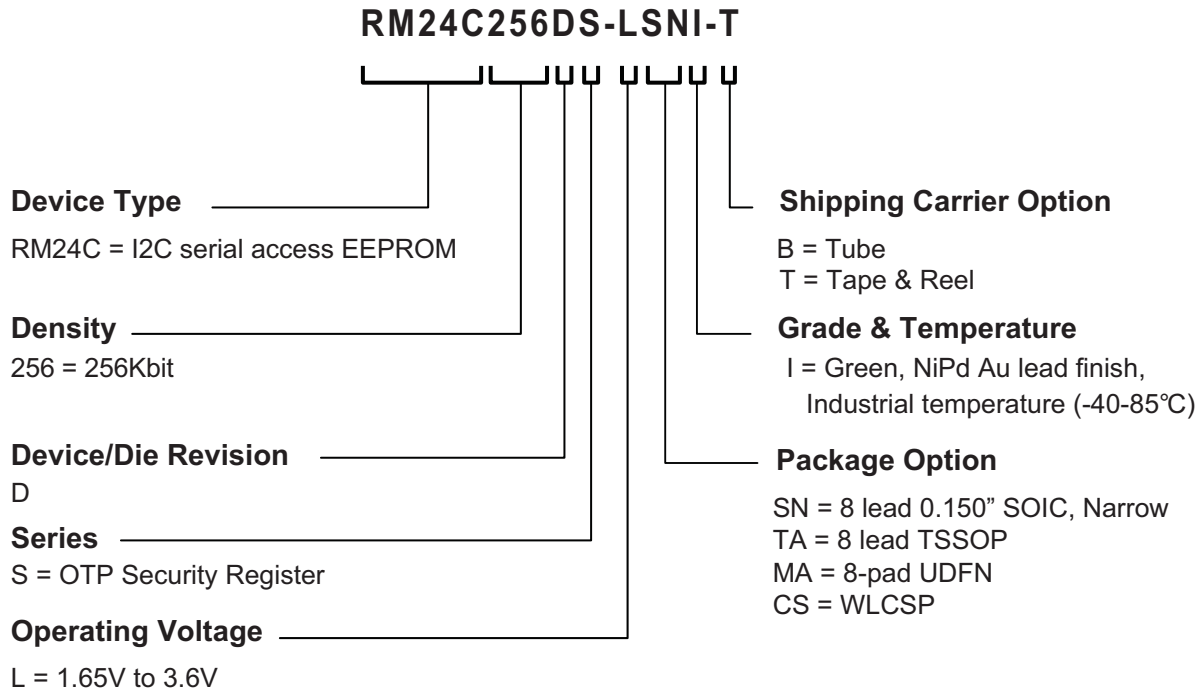 RM24C256DS-LSNI-T
Device Type
RM24C = I2C serial access EEPROM
Density
256 = 256Kbit
Device/Die Revision
D
Series
S = OTP Security Register
Operating Voltage
L = 1.65V to 3.6V
Shipping Carrier Option
B = Tube
T = Tape & Reel
Grade & Temperature
I = Green, NiPd Au lead finish,
Industrial temperature (-40-85°C)
Package Option
SN = 8 lead 0.150” SOIC, Narrow
TA = 8 lead TSSOP
MA = 8-pad UDFN
CS = WLCSP